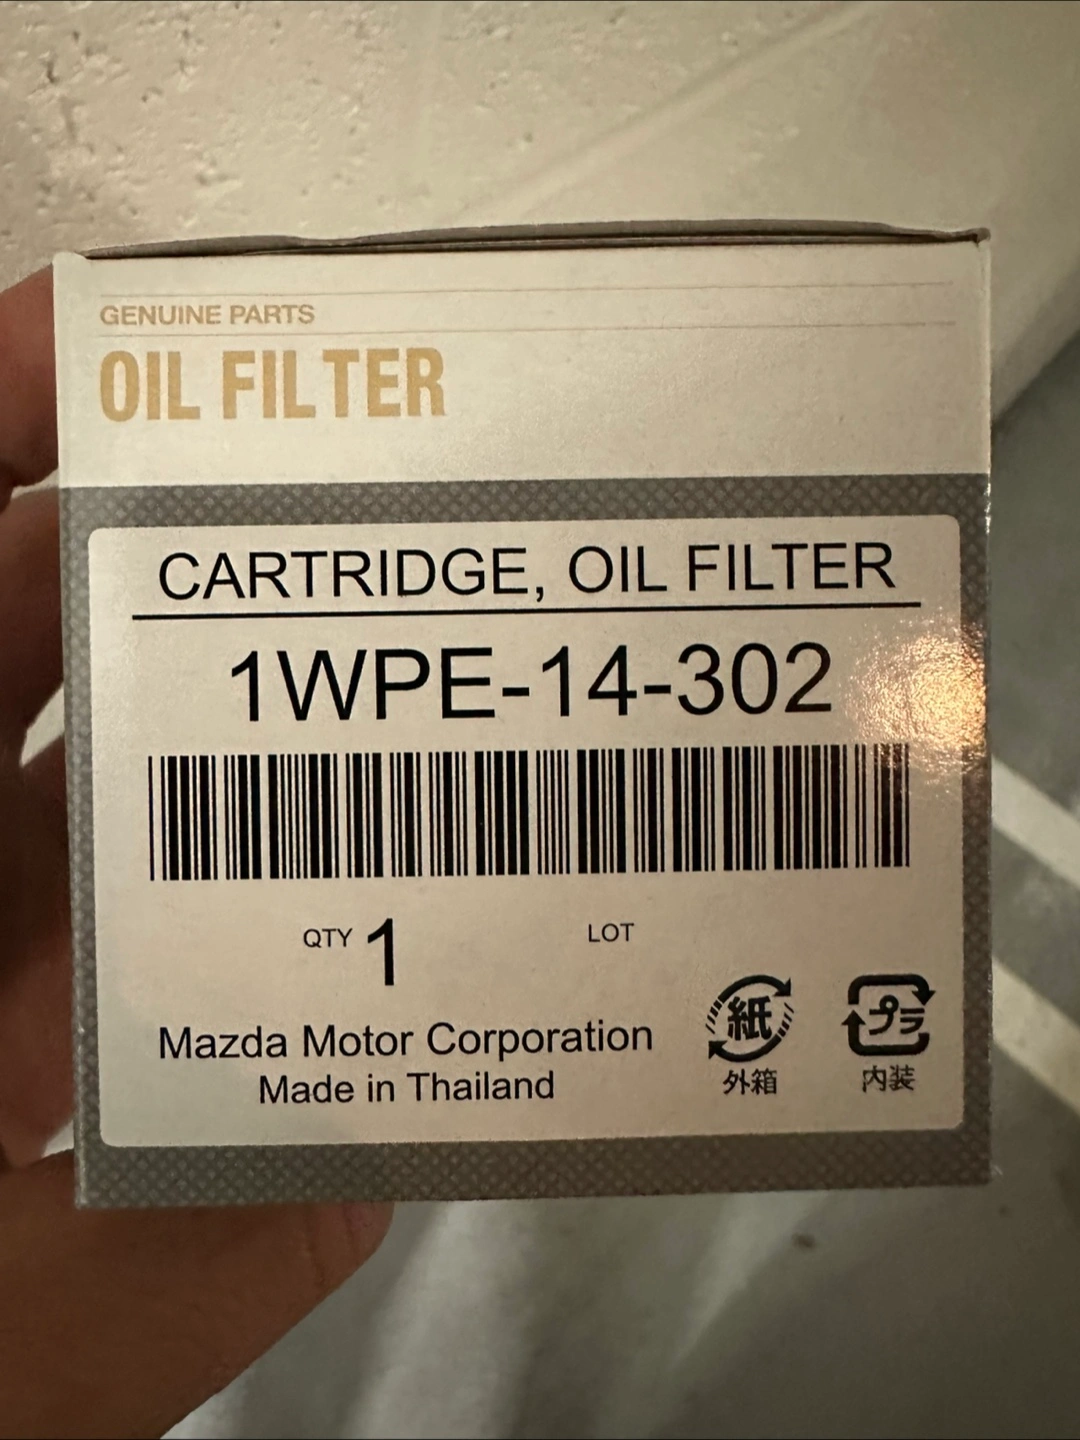 GENUINE PARTS
OIL FILTER
CARTRIDGE, OIL FILTER
1WPE-14-302
QTY 1 LOT
Mazda Motor Corporation
Made in Thailand
紙 プラ
外箱 内装